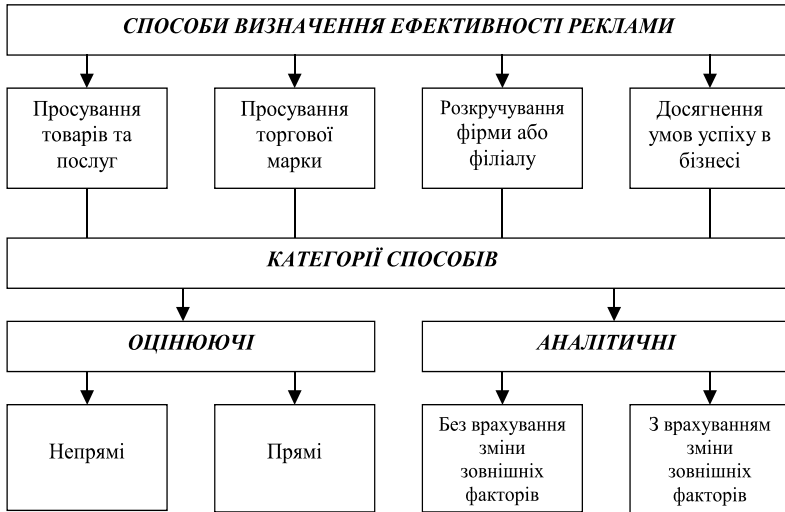 СПОСОБИ ВИЗНАЧЕННЯ ЕФЕКТИВНОСТІ РЕКЛАМИ
Просування
товарів та
послуг
Просування
торгової
марки
Розкручування
фірми або
філіалу
Досягнення
умов успіху в
бізнесі
КАТЕГОРІЇ СПОСОБІВ
ОЦІНЮЮЧІ
АНАЛІТИЧНІ
Непрямі
Прямі
Без врахування
зміни
зовнішніх
факторів
З врахуванням
зміни
зовнішніх
факторів